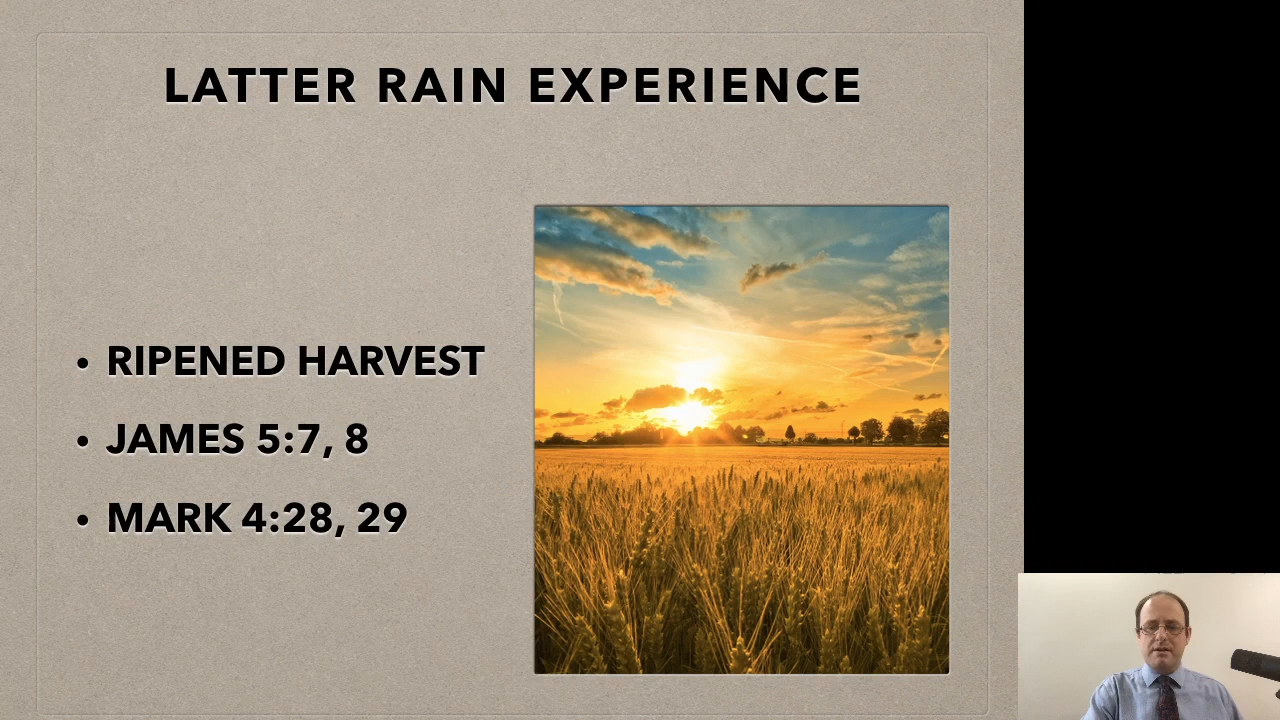 LATTER RAIN EXPERIENCE
• RIPENED HARVEST
• JAMES 5:7, 8
• MARK 4:28, 29